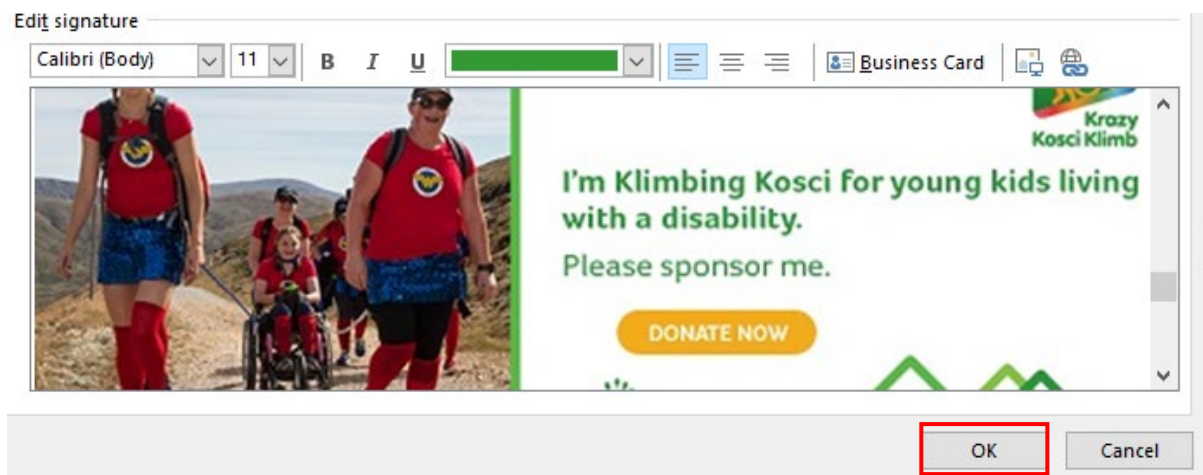 Edit signature
Calibri (Body) 11 B I U Business Card
Krazy
Kosci Klimb
I'm Klimbing Kosci for young kids living
with a disability.
Please sponsor me.
DONATE NOW
OK Cancel